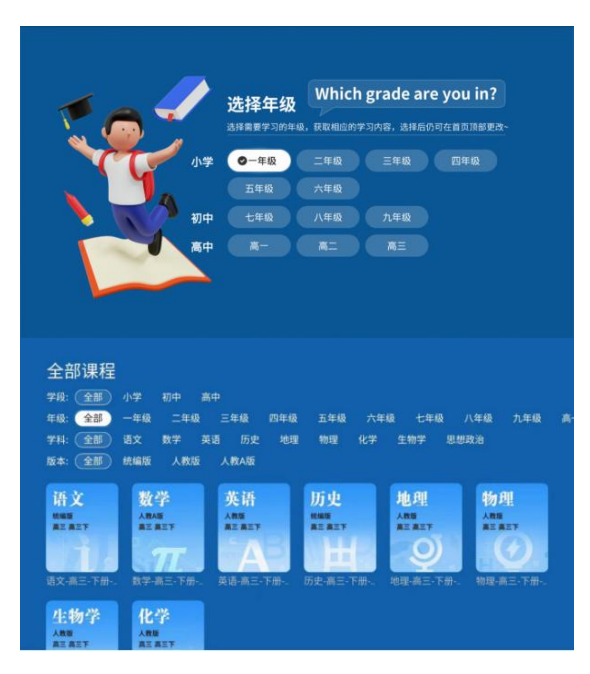 选择年级
Which grade are you in?
选择需要学习的年级，获取相应的学习内容，选择后仍可在首页顶部更改~
小学 一年级 二年级 三年级 四年级
五年级 六年级
初中 七年级 八年级 九年级
高中 高一 高二 高三
全部课程
学段: 全部 小学 初中 高中
年级: 全部 一年级 二年级 三年级 四年级 五年级 六年级 七年级 八年级 九年级 高一
学科: 全部 语文 数学 英语 历史 地理 物理 化学 生物学 思想政治
版本: 全部 统编版 人教版 人教A版
语文 数学 英语 历史 地理 物理
统编版 人教A版 人教版 统编版 人教版 人教版
高三 高三下 高三 高三下 高三 高三下 高三 高三下 高三 高三下 高三 高三下
语文-高三-下册-.. 数学-高三-下册-.. 英语-高三-下册-.. 历史-高三-下册-.. 地理-高三-下册-.. 物理-高三-下册-..
生物学 化学
人教版 人教版
高三 高三下 高三 高三下